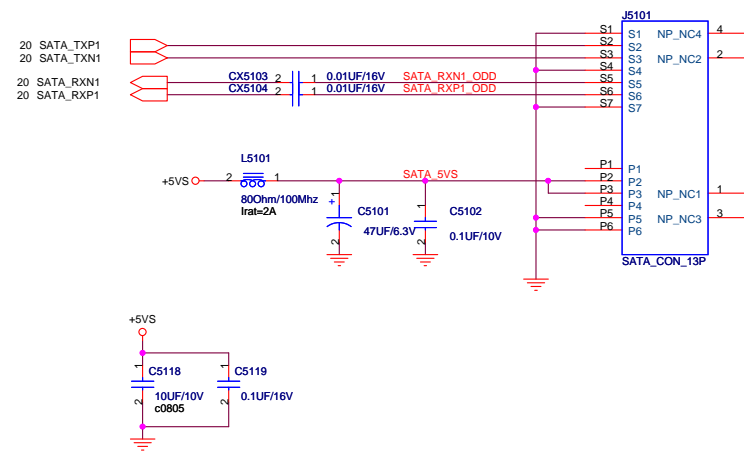 J5101
S1 S1 NP_NC4 4
20 SATA_TXP1 S2 S2
20 SATA_TXN1 S3 S3 NP_NC2 2
S4 S4
20 SATA_RXN1 CX5103 2 1 0.01UF/16V SATA_RXN1_ODD S5 S5
20 SATA_RXP1 CX5104 2 1 0.01UF/16V SATA_RXP1_ODD S6 S6
S7 S7
L5101
P1 P1
+5VS 2 1 SATA_5VS P2 P2
P3 P3 NP_NC1 1
80Ohm/100Mhz
Irat=2A
P4 P4
+ 1 C5101 1 C5102 P5 P5 NP_NC3 3
47UF/6.3V P6 P6
2 2 0.1UF/10V
SATA_CON_13P
+5VS
1 C5118 1 C5119
2 10UF/10V 2 0.1UF/16V
c0805